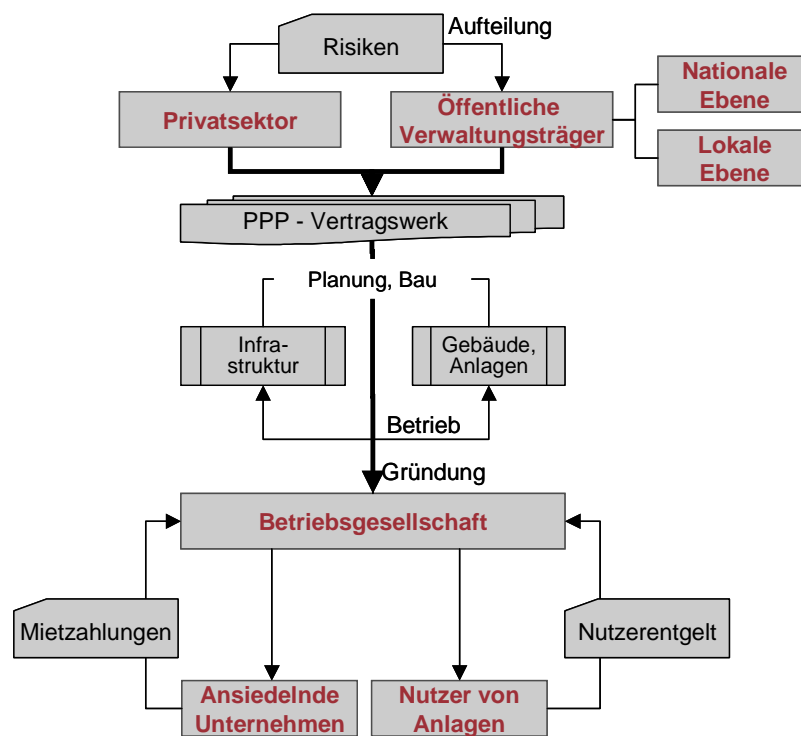 Aufteilung
Risiken
Nationale
Ebene
Privatsektor
Öffentliche
Verwaltungsträger
Lokale
Ebene
PPP - Vertragswerk
Planung, Bau
Infra-
struktur
Gebäude,
Anlagen
Betrieb
Gründung
Betriebsgesellschaft
Mietzahlungen
Nutzerentgelt
Ansiedelnde
Unternehmen
Nutzer von
Anlagen